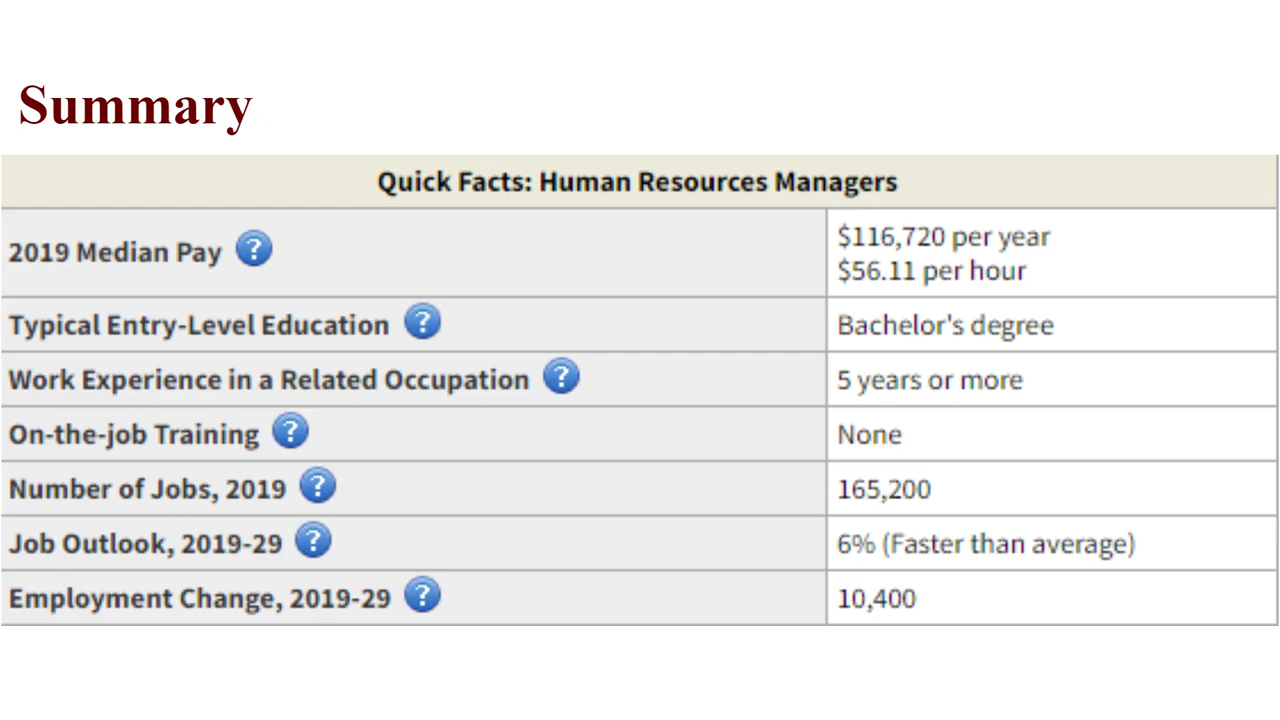 Summary
Quick Facts: Human Resources Managers
2019 Median Pay ?
$116,720 per year
$56.11 per hour
Typical Entry-Level Education ?
Bachelor's degree
Work Experience in a Related Occupation ?
5 years or more
On-the-job Training ?
None
Number of Jobs, 2019 ?
165,200
Job Outlook, 2019-29 ?
6% (Faster than average)
Employment Change, 2019-29 ?
10,400